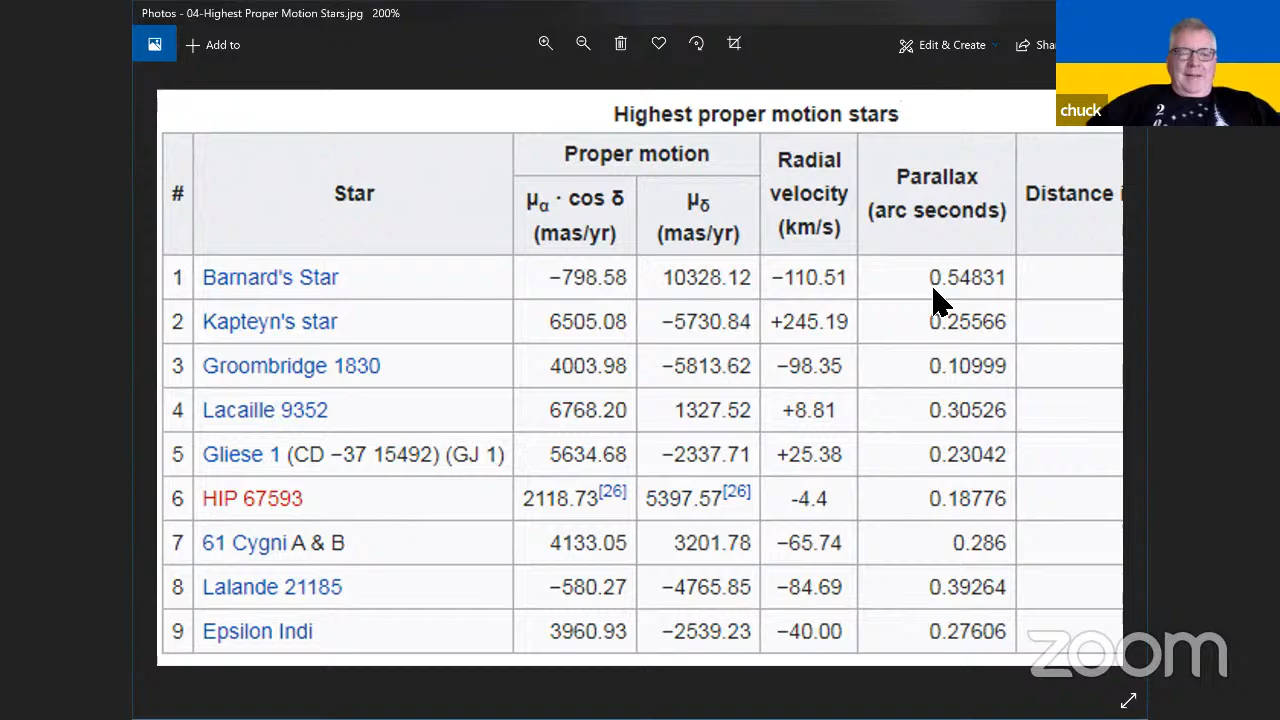 Photos - 04-Highest Proper Motion Stars.jpg 200%
Add to
Edit & Create
chuck
Highest proper motion stars
# Star Proper motion Radial velocity (km/s) Parallax (arc seconds) Distance
μα · cos δ (mas/yr) μδ (mas/yr)
1 Barnard's Star −798.58 10328.12 −110.51 0.54831
2 Kapteyn's star 6505.08 −5730.84 +245.19 0.25566
3 Groombridge 1830 4003.98 −5813.62 −98.35 0.10999
4 Lacaille 9352 6768.20 1327.52 +8.81 0.30526
5 Gliese 1 (CD −37 15492) (GJ 1) 5634.68 −2337.71 +25.38 0.23042
6 HIP 67593 2118.73[26] 5397.57[26] -4.4 0.18776
7 61 Cygni A & B 4133.05 3201.78 −65.74 0.286
8 Lalande 21185 −580.27 −4765.85 −84.69 0.39264
9 Epsilon Indi 3960.93 −2539.23 −40.00 0.27606
zoom